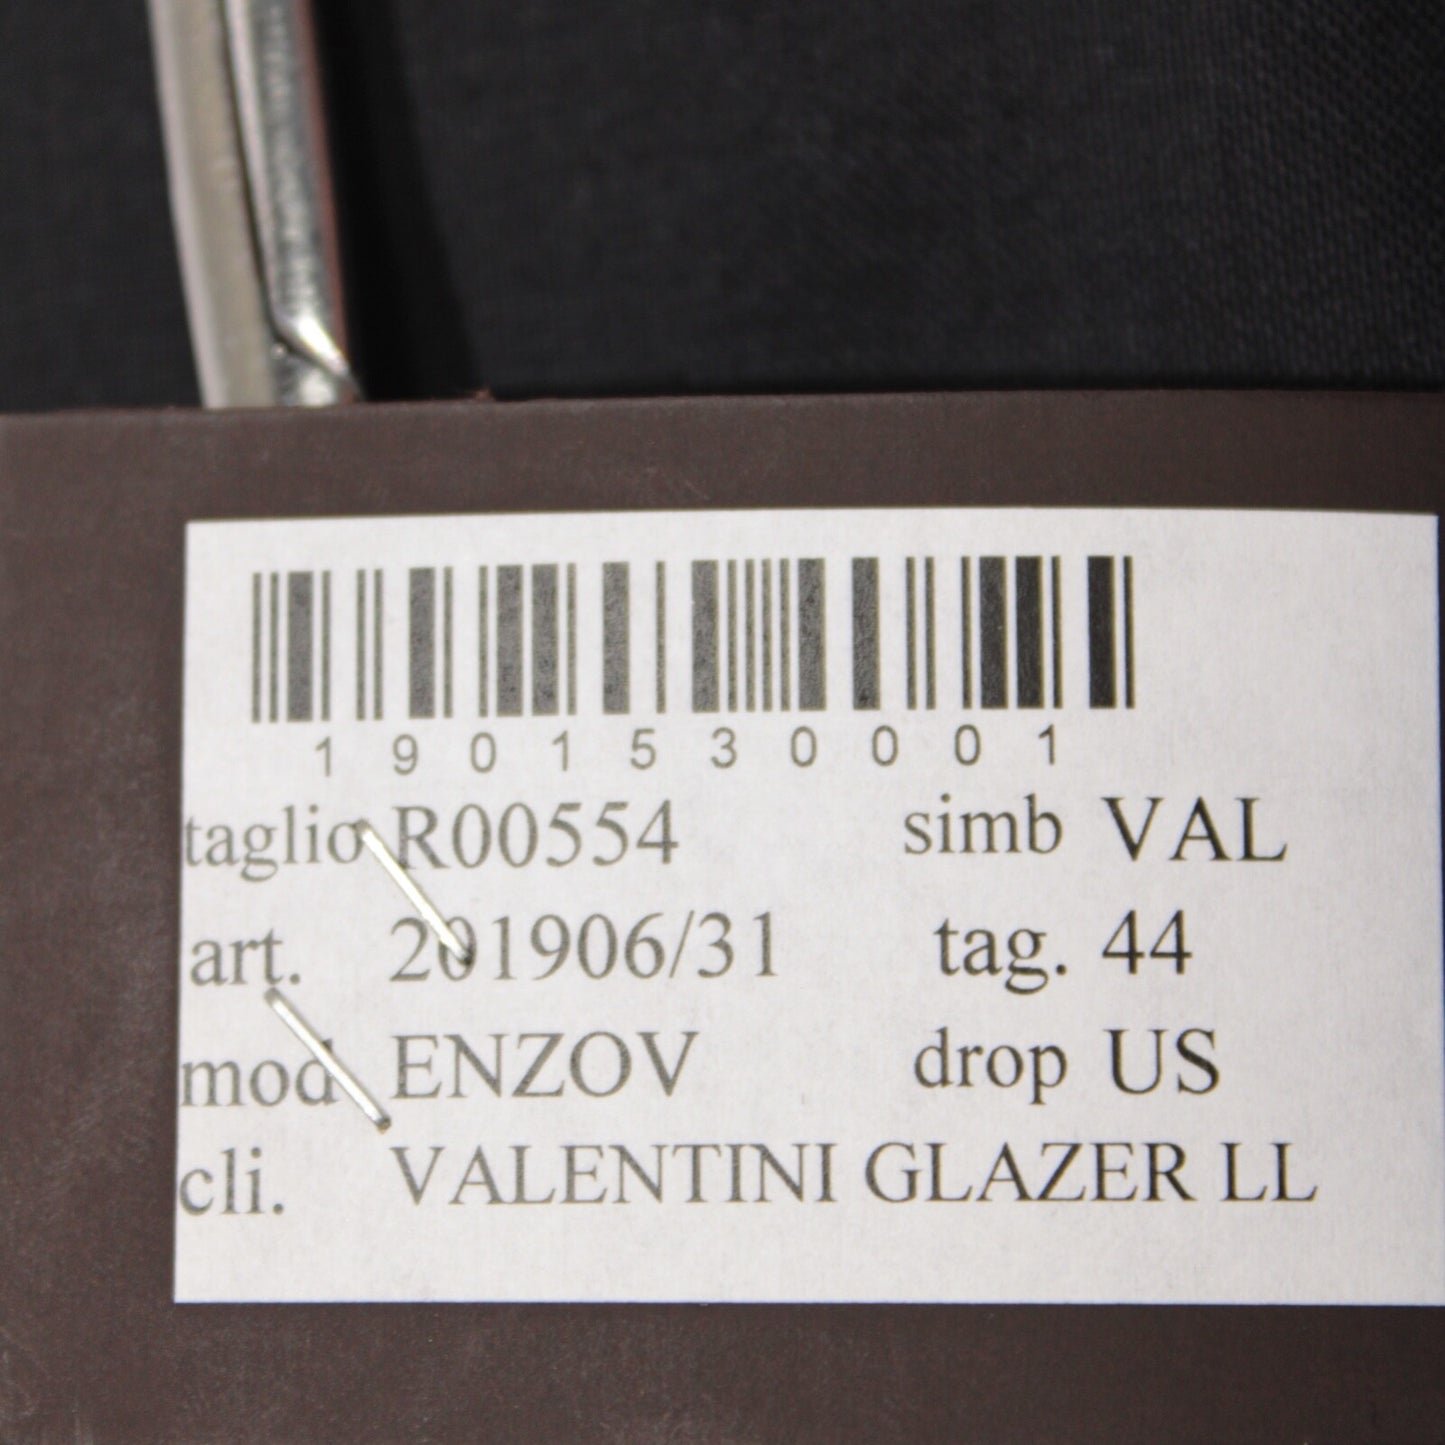 1901530001
taglio R00554 simb VAL
art. 201906/31 tag. 44
mod ENZOV drop US
cli. VALENTINI GLAZER LL